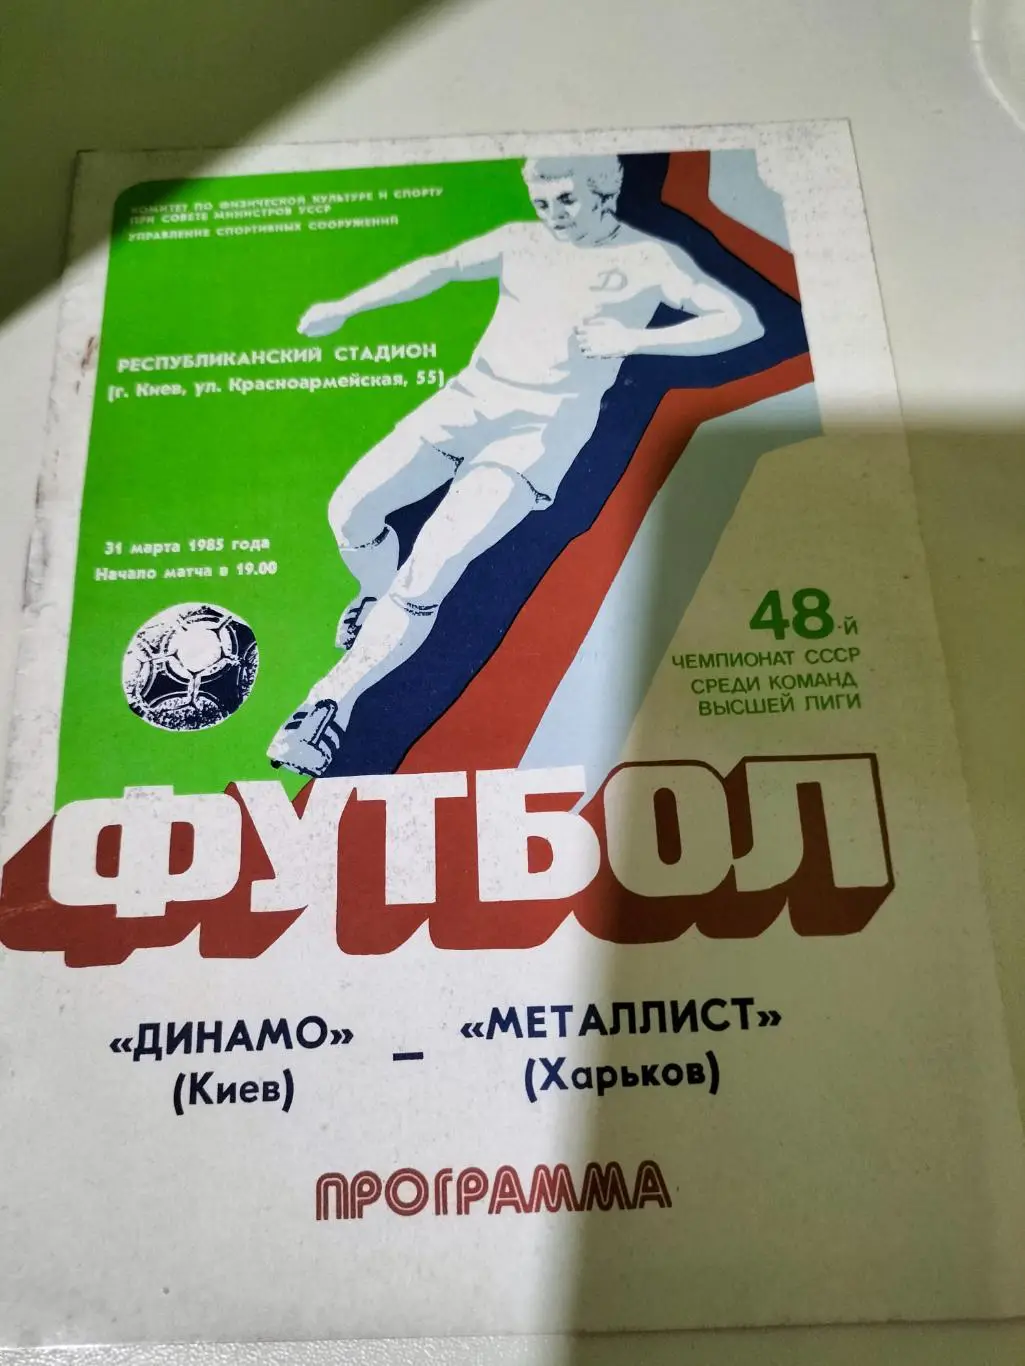 КОМИТЕТ ПО ФИЗИЧЕСКОЙ КУЛЬТУРЕ И СПОРТУ
ПРИ СОВЕТЕ МИНИСТРОВ УССР
УПРАВЛЕНИЕ СПОРТИВНЫХ СООРУЖЕНИЙ
РЕСПУБЛИКАНСКИЙ СТАДИОН
(г. Киев, ул. Красноармейская, 55)
Д
31 марта 1985 года
Начало матча в 19.00
48-й
ЧЕМПИОНАТ СССР
СРЕДИ КОМАНД
ВЫСШЕЙ ЛИГИ
ФУТБОЛ
«ДИНАМО» – «МЕТАЛЛИСТ»
(Киев) (Харьков)
ПРОГРАММА